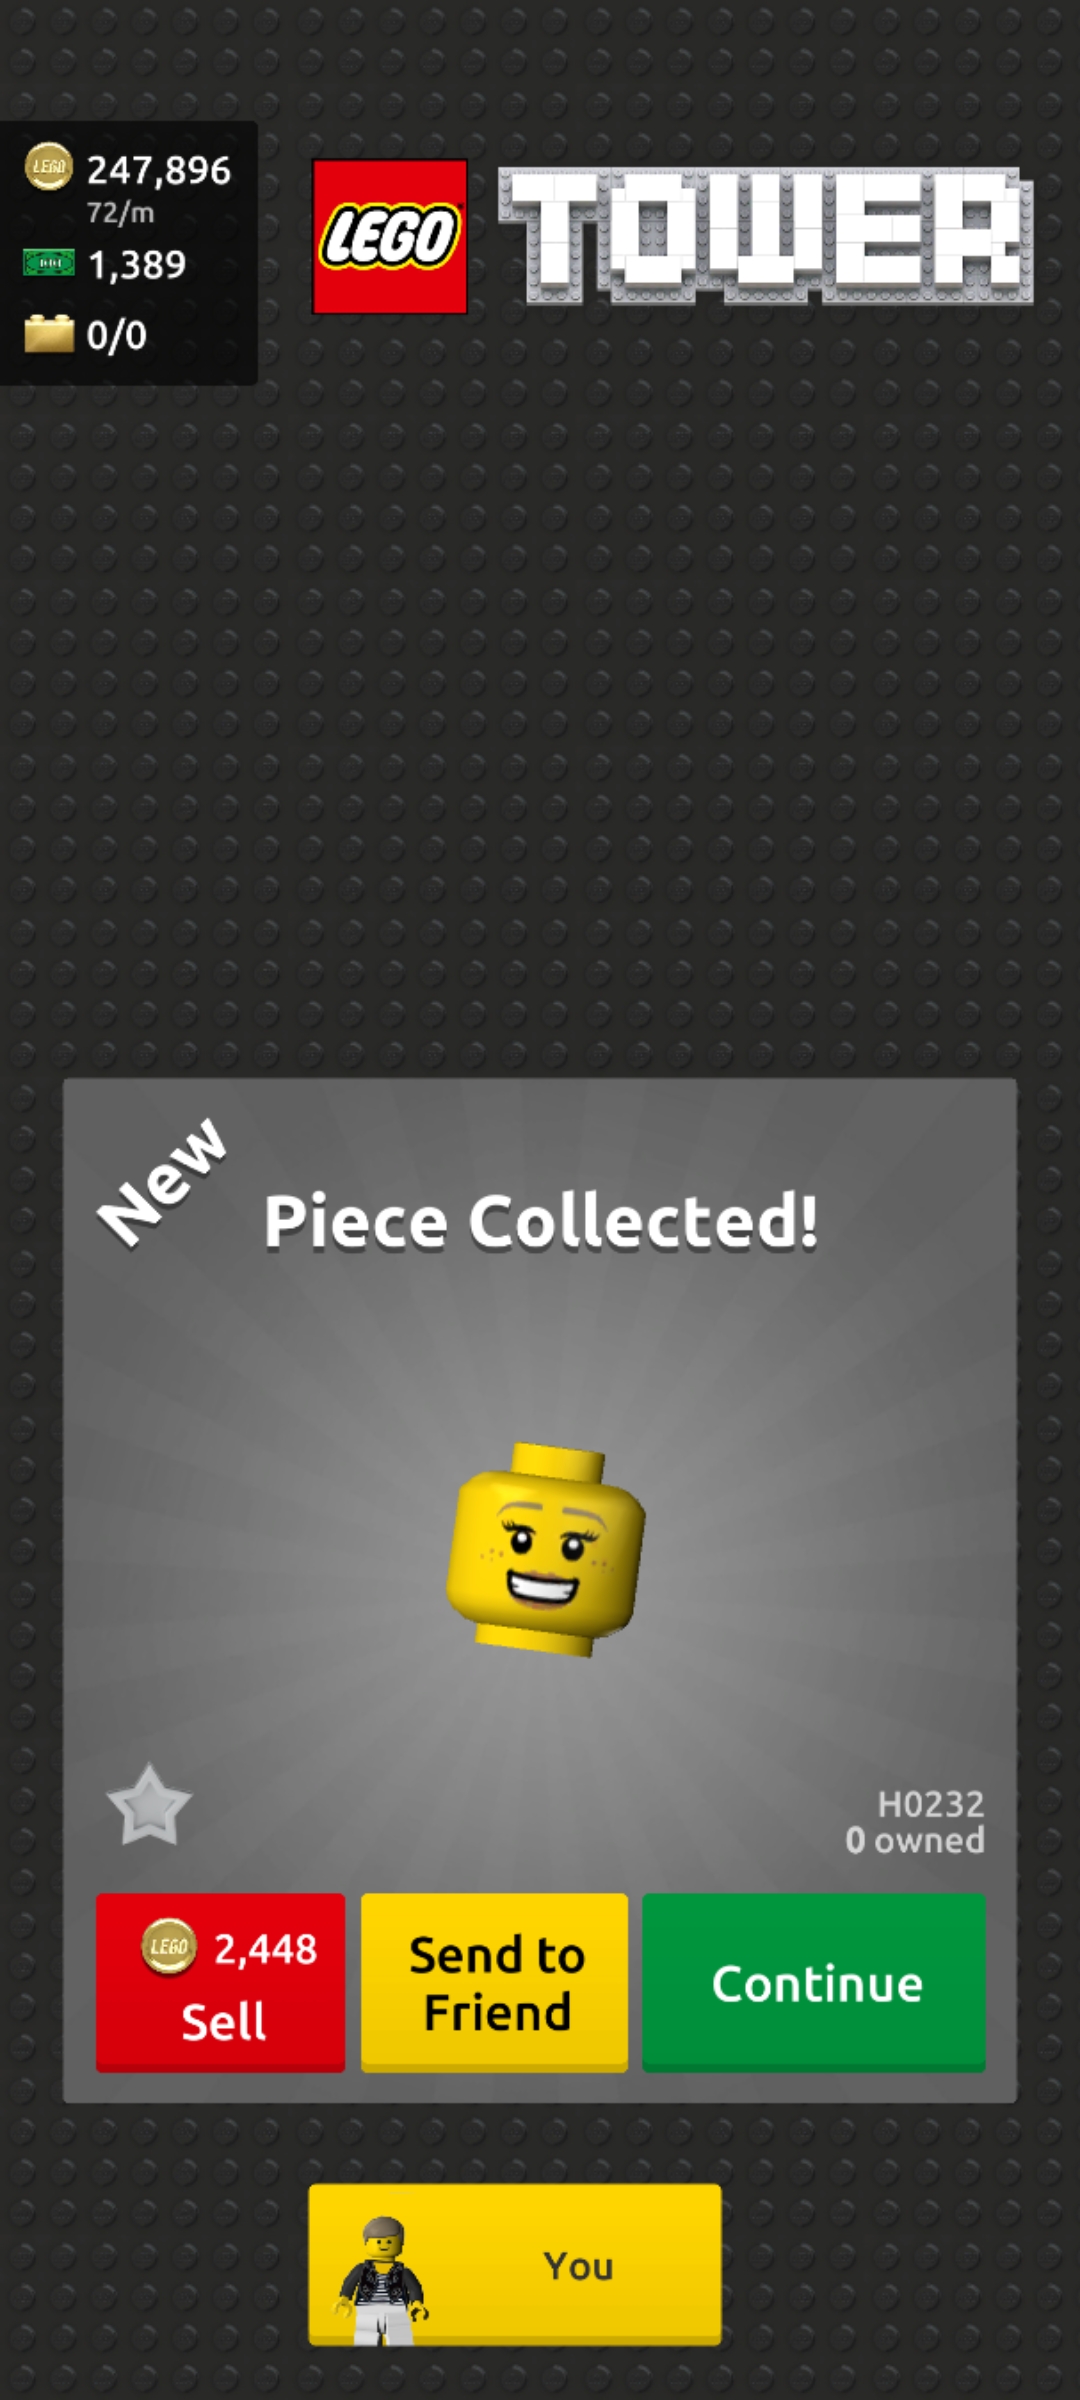 LEGO 247,896
72/m
1,389
0/0
LEGO TOWER
New
Piece Collected!
H0232
0 owned
LEGO 2,448
Sell
Send to
Friend
Continue
You